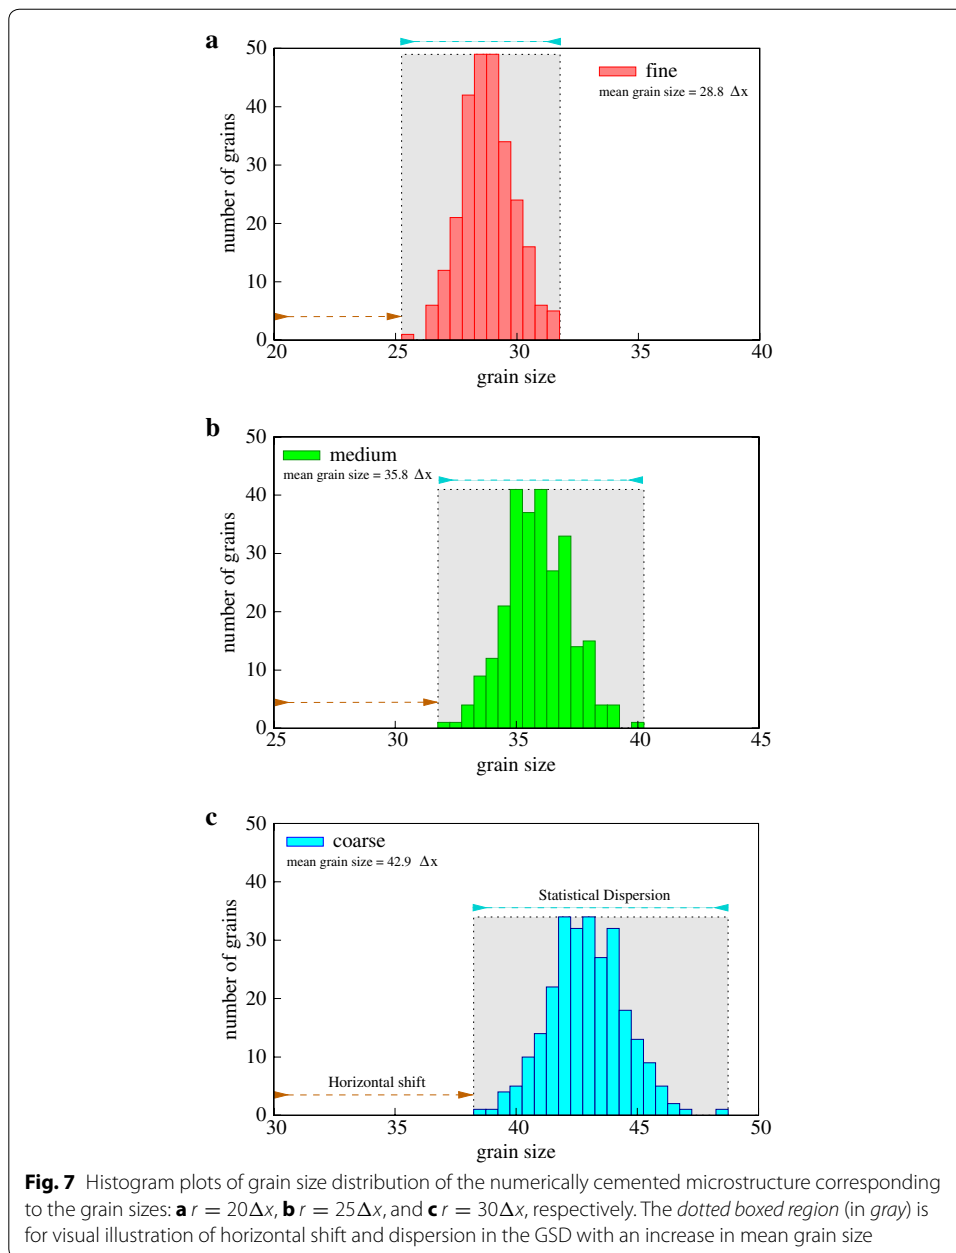 a
50
40
30
20
10
0
number of grains
fine
mean grain size = 28.8 Δx
20 25 30 35 40
grain size
b
50
40
30
20
10
0
number of grains
medium
mean grain size = 35.8 Δx
25 30 35 40 45
grain size
c
50
40
30
20
10
0
number of grains
coarse
mean grain size = 42.9 Δx
Statistical Dispersion
Horizontal shift
30 35 40 45 50
grain size
Fig. 7 Histogram plots of grain size distribution of the numerically cemented microstructure corresponding
to the grain sizes: a r = 20Δx, b r = 25Δx, and c r = 30Δx, respectively. The dotted boxed region (in gray) is
for visual illustration of horizontal shift and dispersion in the GSD with an increase in mean grain size